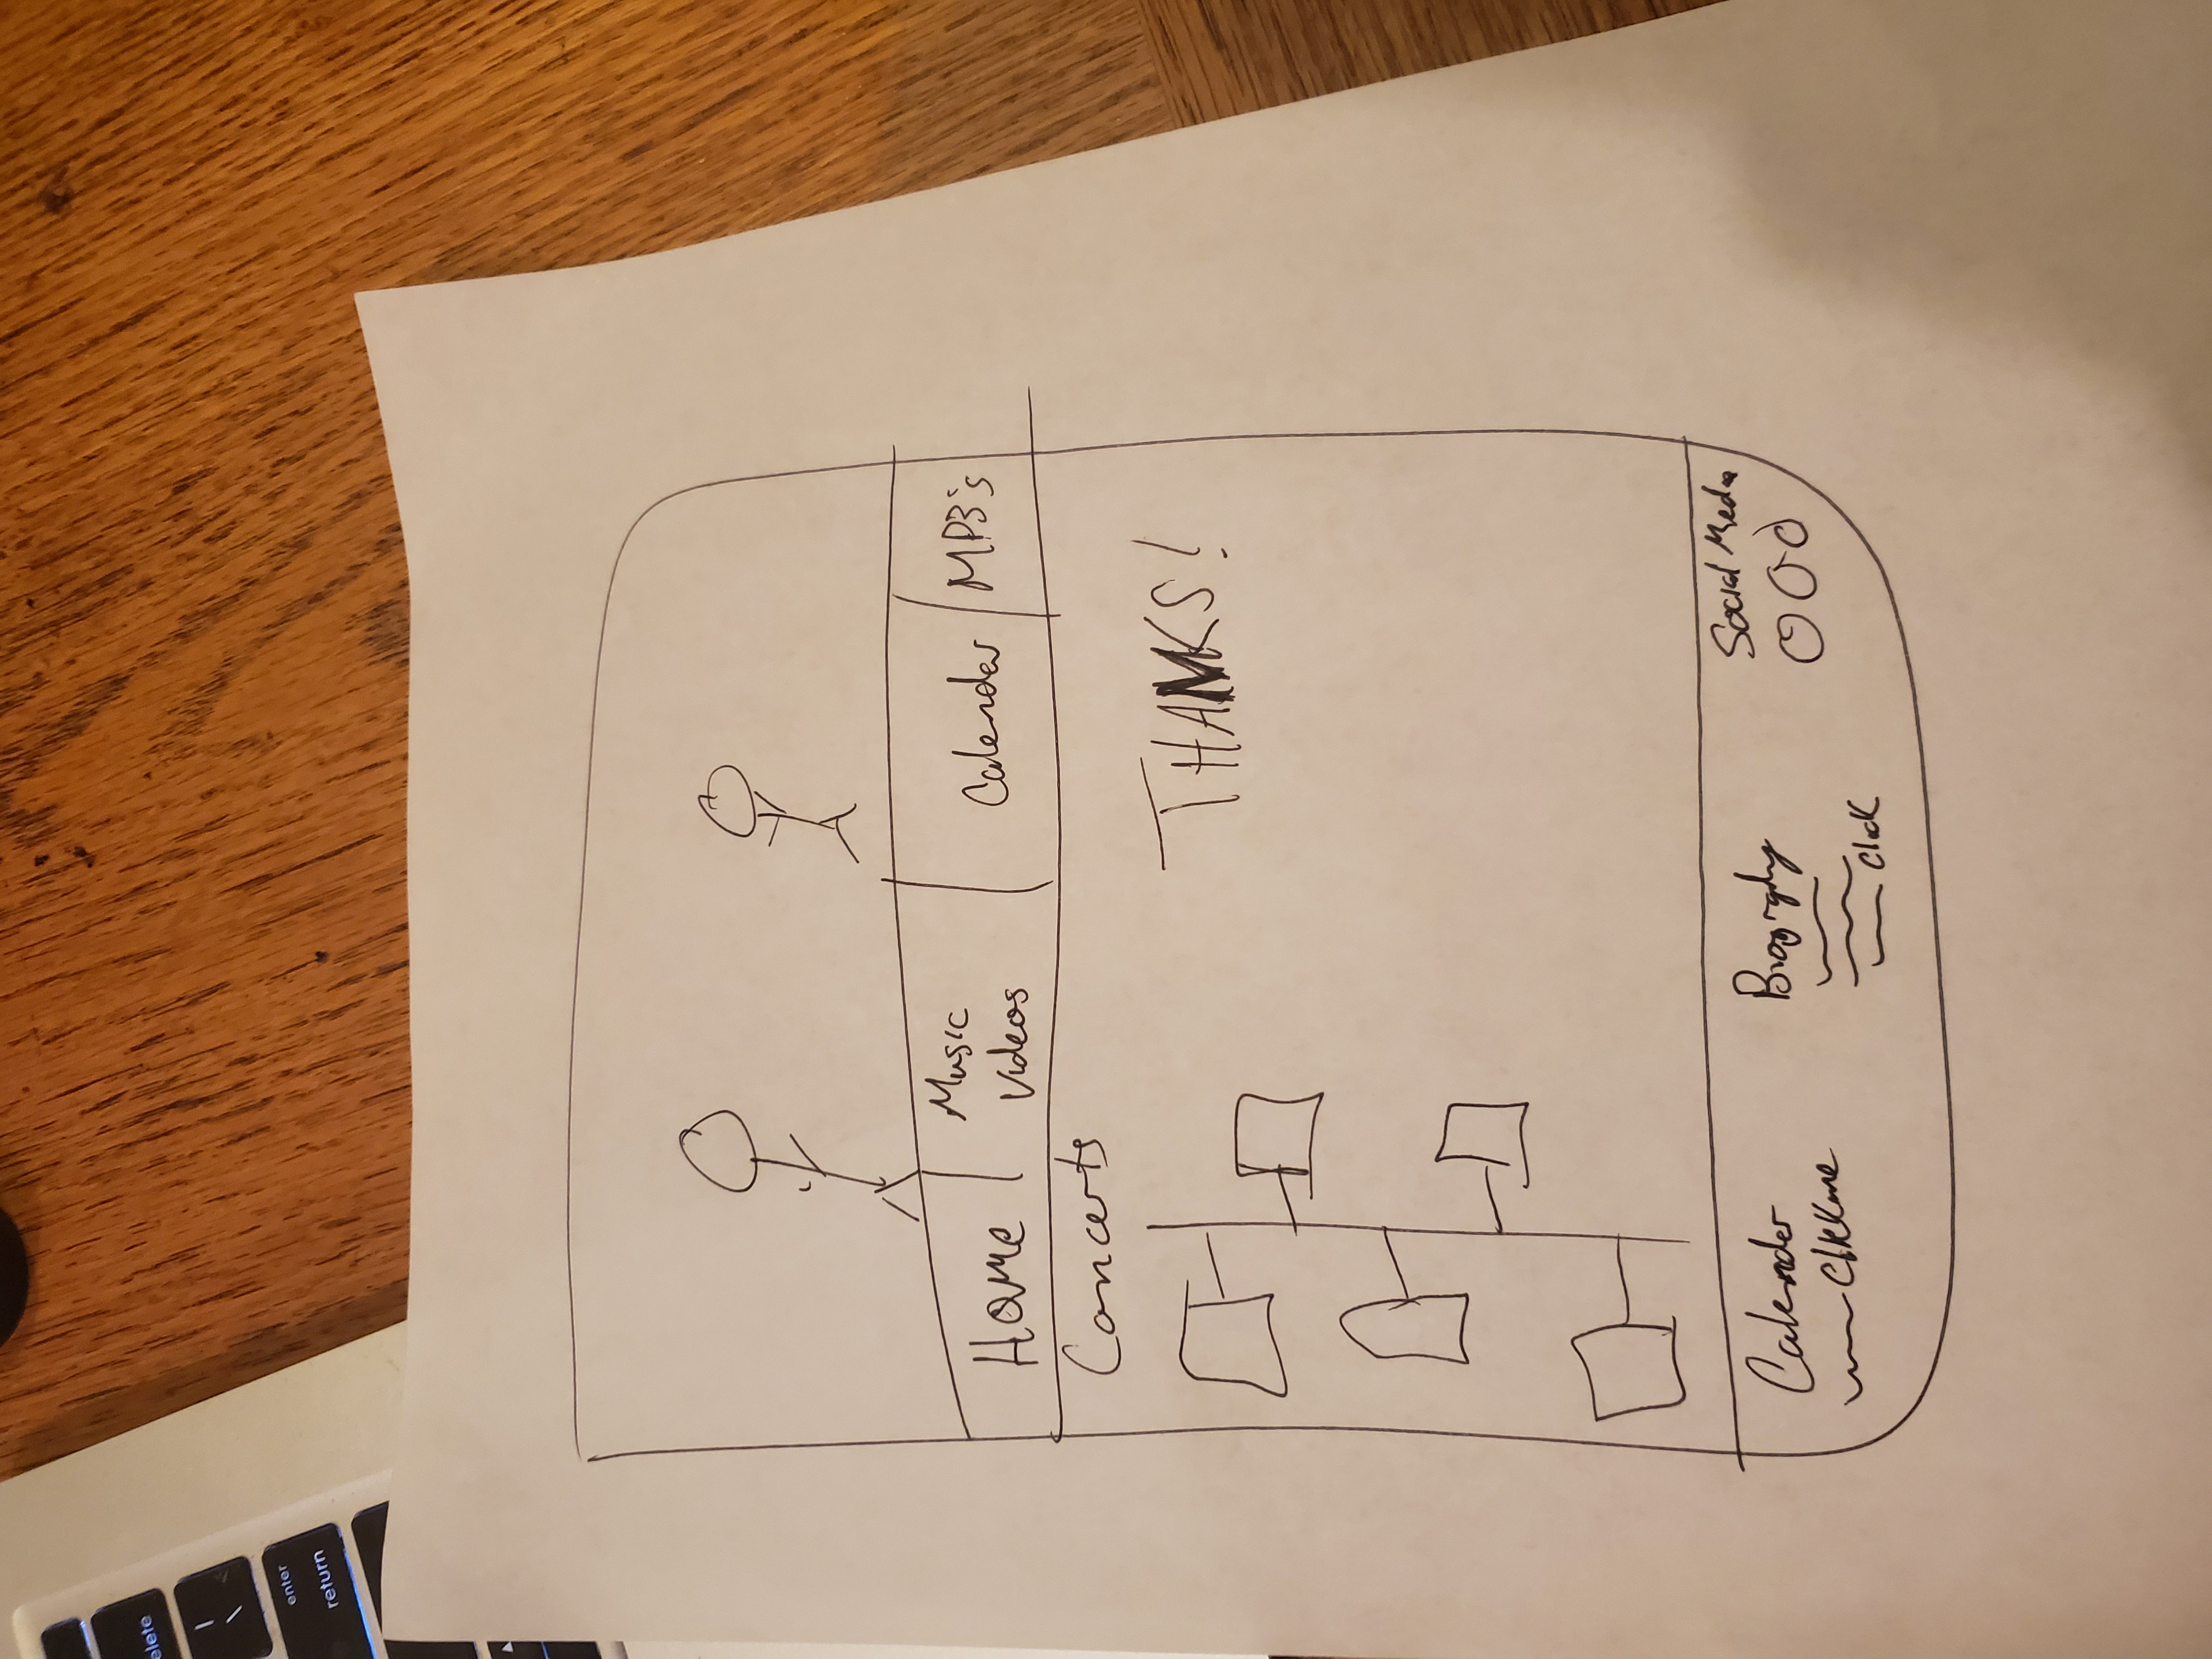 elete
|
\
enter
return
Home
Music
Videos
Calender
MP3's
Concerts
THANKS!
Calender
Clickme
Biography
Click
Social Media